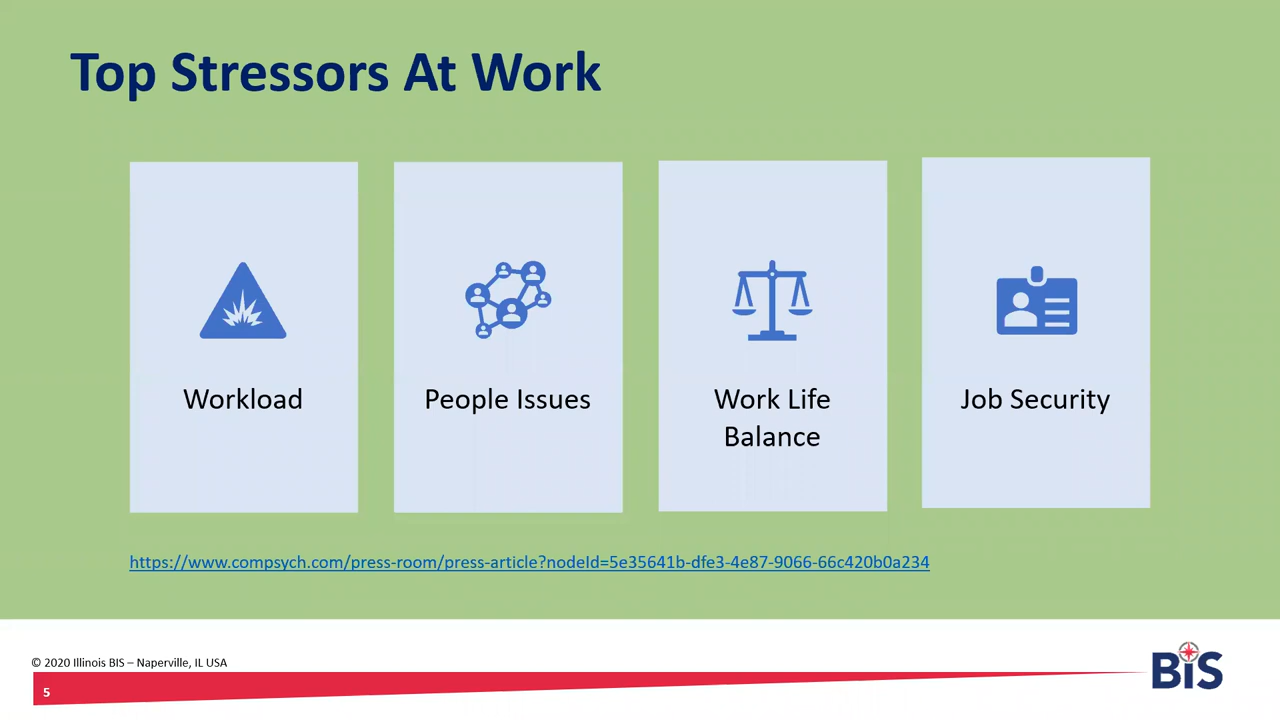 Top Stressors At Work
Workload
People Issues
Work Life
Balance
Job Security
https://www.compsych.com/press-room/press-article?nodeId=5e35641b-dfe3-4e87-9066-66c420b0a234
© 2020 Illinois BIS – Naperville, IL USA
5
BIS